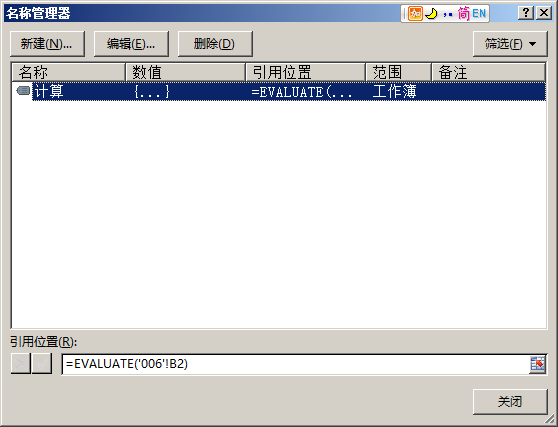 名称管理器
加 简 EN
新建(N)... 编辑(E)... 删除(D) 筛选(F)
名称 数值 引用位置 范围 备注
计算 {...} =EVALUATE(... 工作簿
引用位置(R):
=EVALUATE('006'!B2)
关闭